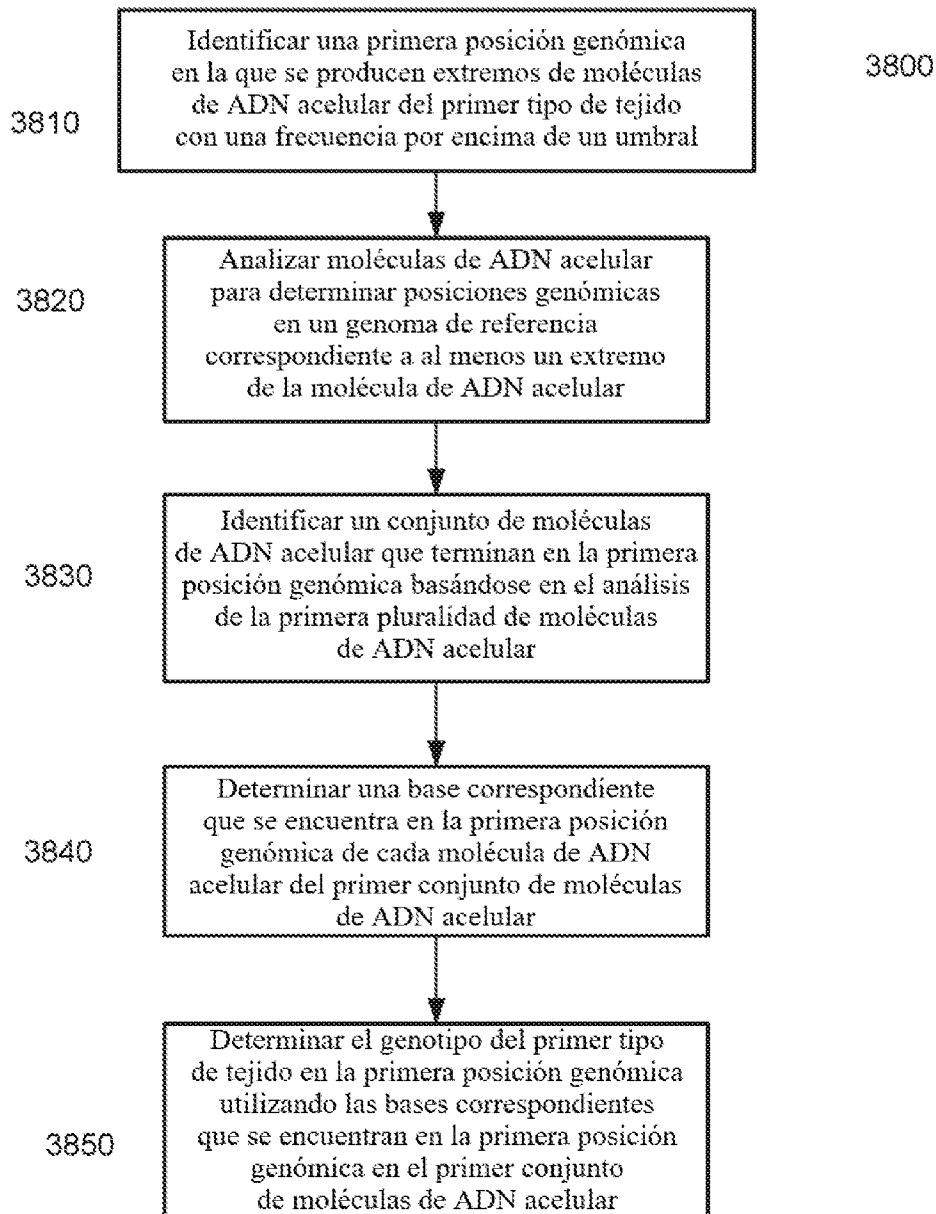 Identificar una primera posición genómica
en la que se producen extremos de moléculas
de ADN acelular del primer tipo de tejido
con una frecuencia por encima de un umbral
3800
3810
Analizar moléculas de ADN acelular
para determinar posiciones genómicas
en un genoma de referencia
correspondiente a al menos un extremo
de la molécula de ADN acelular
3820
Identificar un conjunto de moléculas
de ADN acelular que terminan en la primera
posición genómica basándose en el análisis
de la primera pluralidad de moléculas
de ADN acelular
3830
Determinar una base correspondiente
que se encuentra en la primera posición
genómica de cada molécula de ADN
acelular del primer conjunto de moléculas
de ADN acelular
3840
Determinar el genotipo del primer tipo
de tejido en la primera posición genómica
utilizando las bases correspondientes
que se encuentran en la primera posición
genómica en el primer conjunto
de moléculas de ADN acelular
3850